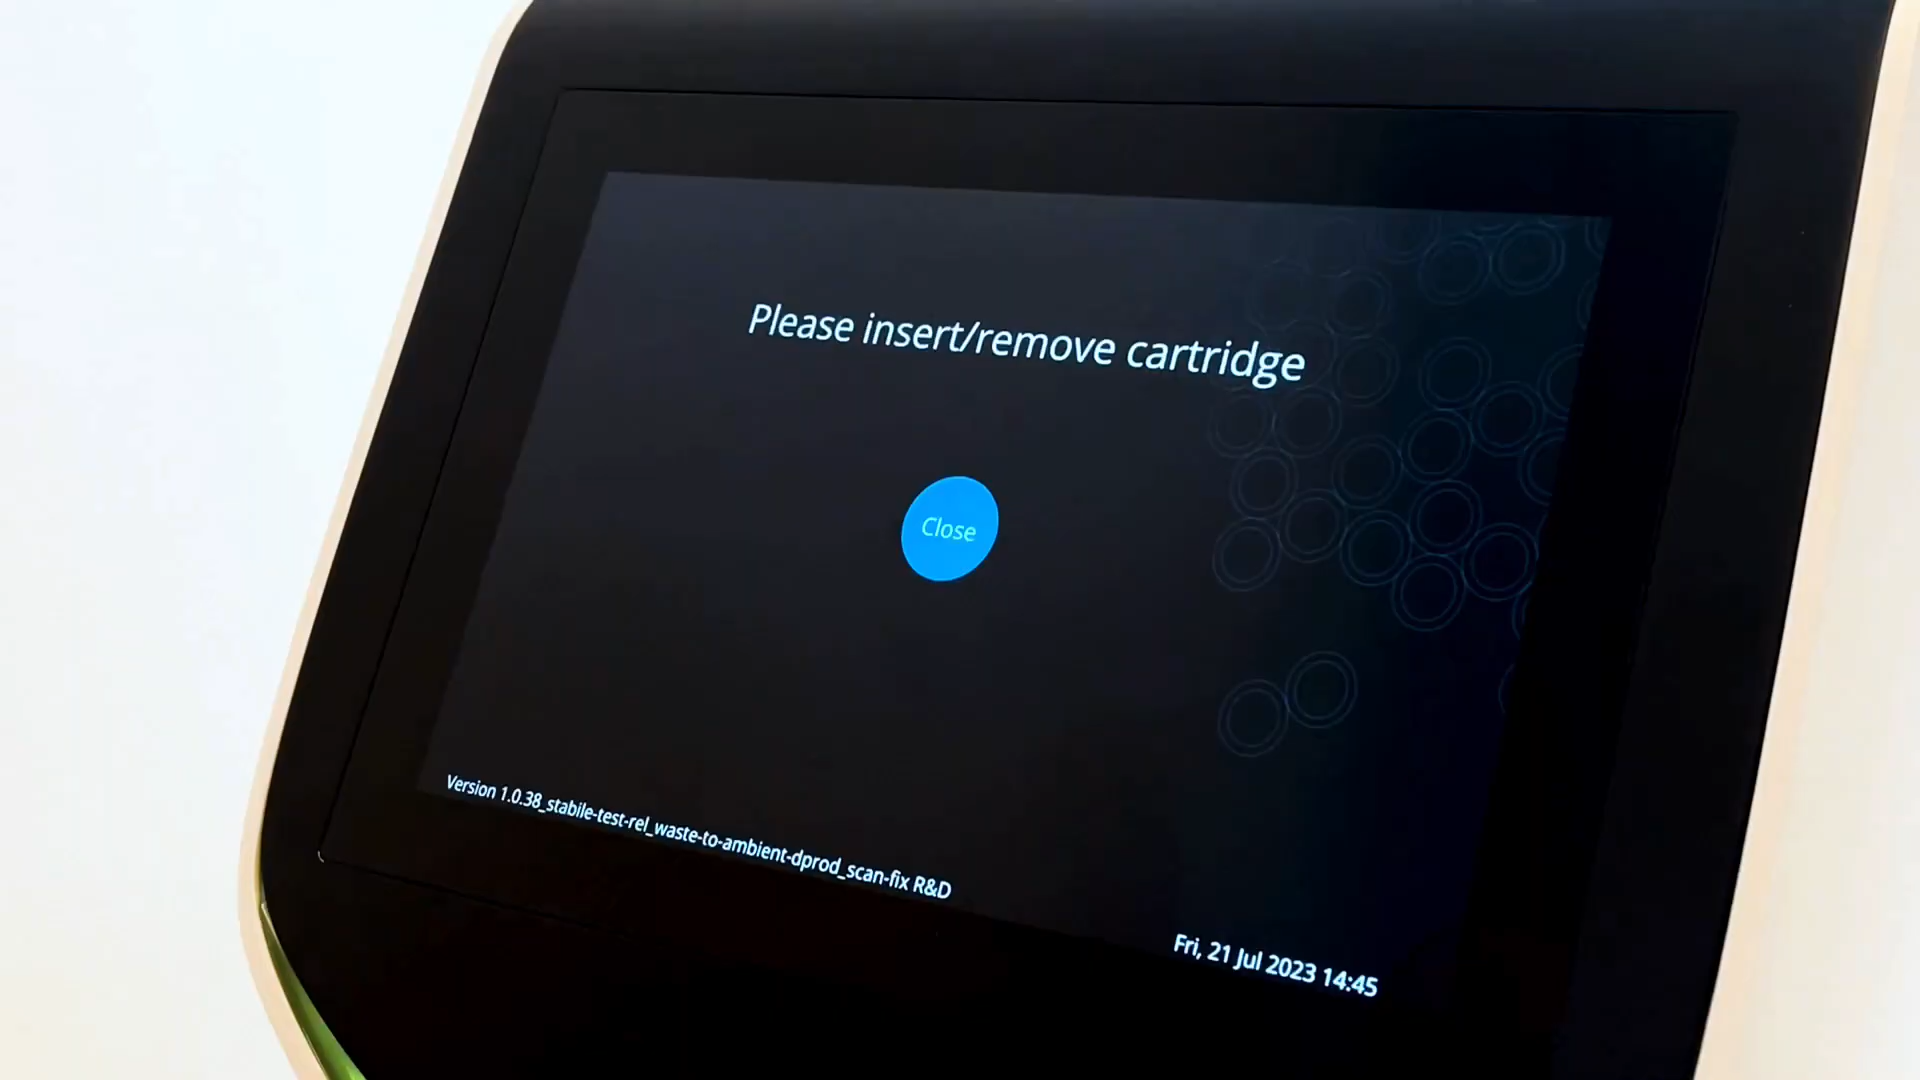 Please insert/remove cartridge
Close
Version 1.0.38_stabile-test-rel_waste-to-ambient-dprod_scan-fix R&D
Fri, 21 Jul 2023 14:45